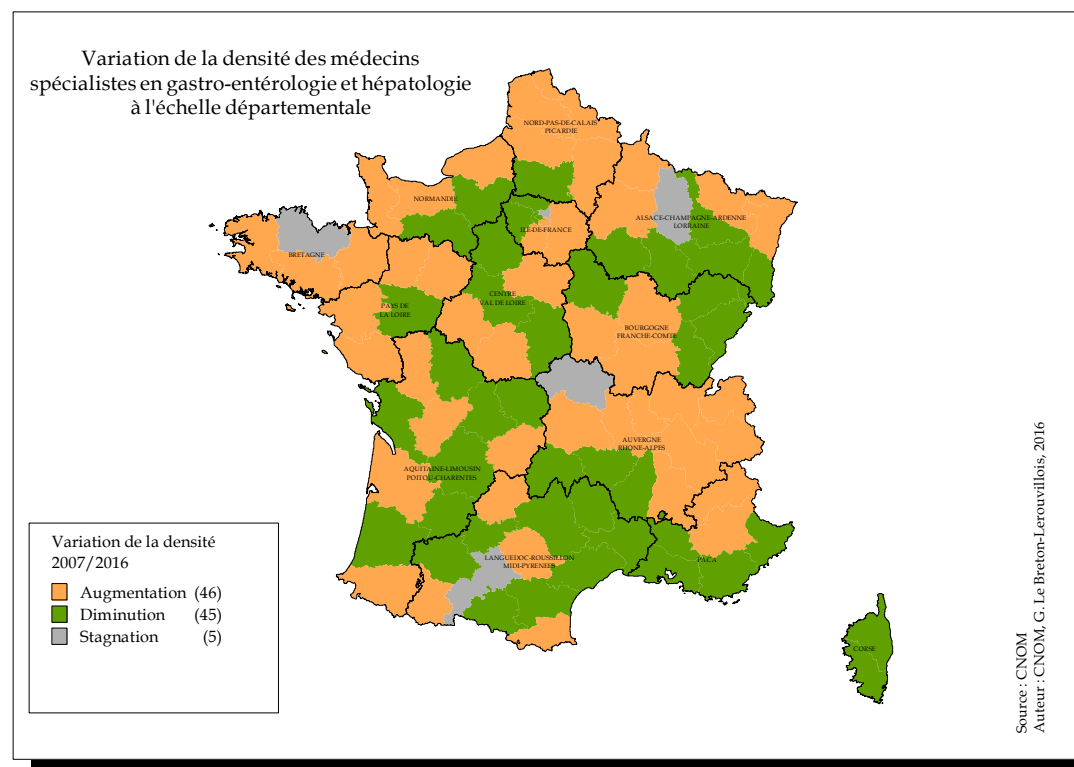 Variation de la densité des médecins
spécialistes en gastro-entérologie et hépatologie
à l'échelle départementale
NORD-PAS-DE-CALAIS
PICARDIE
NORMANDIE
ILE-DE-FRANCE
ALSACE-CHAMPAGNE-ARDENNE
LORRAINE
BRETAGNE
PAYS DE
LA LOIRE
CENTRE
VAL DE LOIRE
BOURGOGNE
FRANCHE-COMTE
AUVERGNE
RHONE-ALPES
AQUITAINE-LIMOUSIN
POITOU-CHARENTES
LANGUEDOC-ROUSSILLON
MIDI-PYRENEES
PACA
CORSE
Variation de la densité
2007/2016
Augmentation (46)
Diminution (45)
Stagnation (5)
Source : CNOM
Auteur : CNOM, G. Le Breton-Lerouvillois, 2016